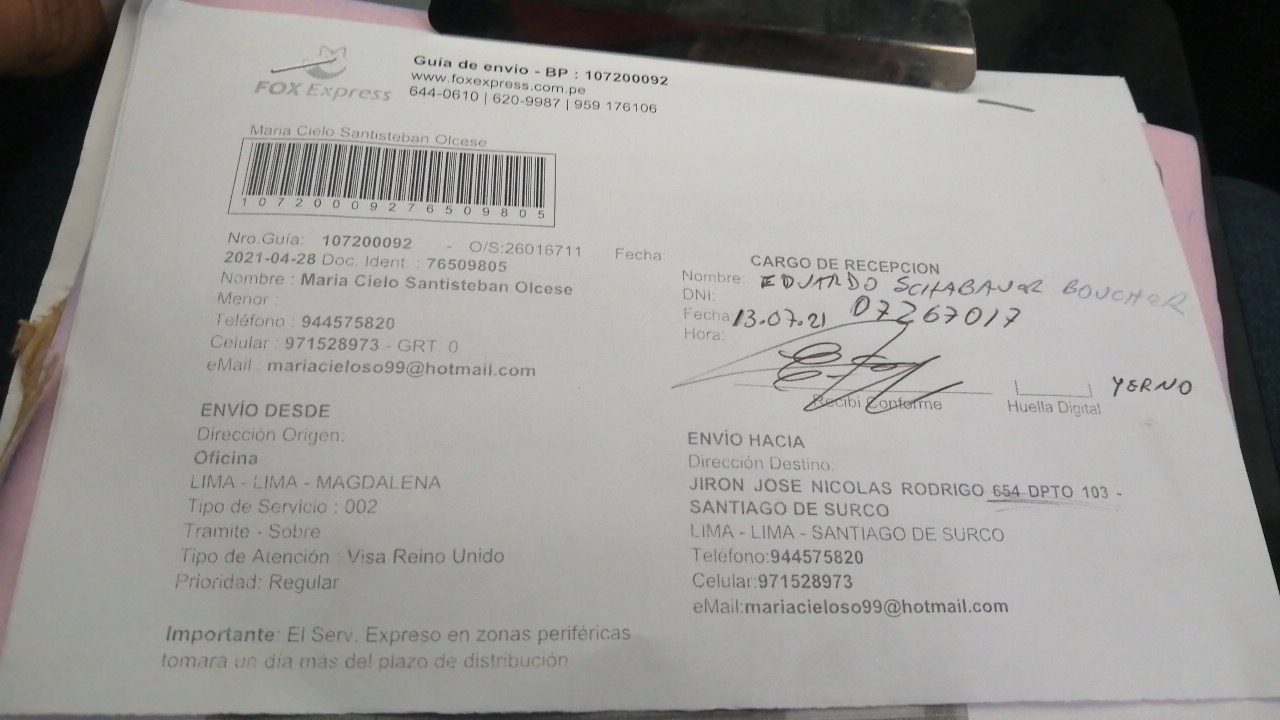 FOX Express
Guía de envío - BP : 107200092
www.foxexpress.com.pe
644-0610 | 620-9987 | 959 176106
Maria Cielo Santisteban Olcese
10720009276509805
Nro.Guía: 107200092 - O/S:26016711 Fecha:
2021-04-28 Doc. Ident. : 76509805
Nombre : Maria Cielo Santisteban Olcese
Menor :
Teléfono : 944575820
Celular : 971528973 - GRT: 0
eMail : mariacieloso99@hotmail.com
CARGO DE RECEPCION
Nombre: EDUARDO SCHABAUER BOUCHER
DNI: 07267017
Fecha 13.07.21
Hora:
Recibi Conforme
Huella Digital
YERNO
ENVÍO DESDE
Dirección Origen:
Oficina
LIMA - LIMA - MAGDALENA
Tipo de Servicio : 002
Tramite - Sobre
Tipo de Atención : Visa Reino Unido
Prioridad: Regular
ENVÍO HACIA
Dirección Destino:
JIRON JOSE NICOLAS RODRIGO 654 DPTO 103 -
SANTIAGO DE SURCO
LIMA - LIMA - SANTIAGO DE SURCO
Teléfono:944575820
Celular:971528973
eMail:mariacieloso99@hotmail.com
Importante: El Serv. Expreso en zonas periféricas
tomara un día más del plazo de distribución